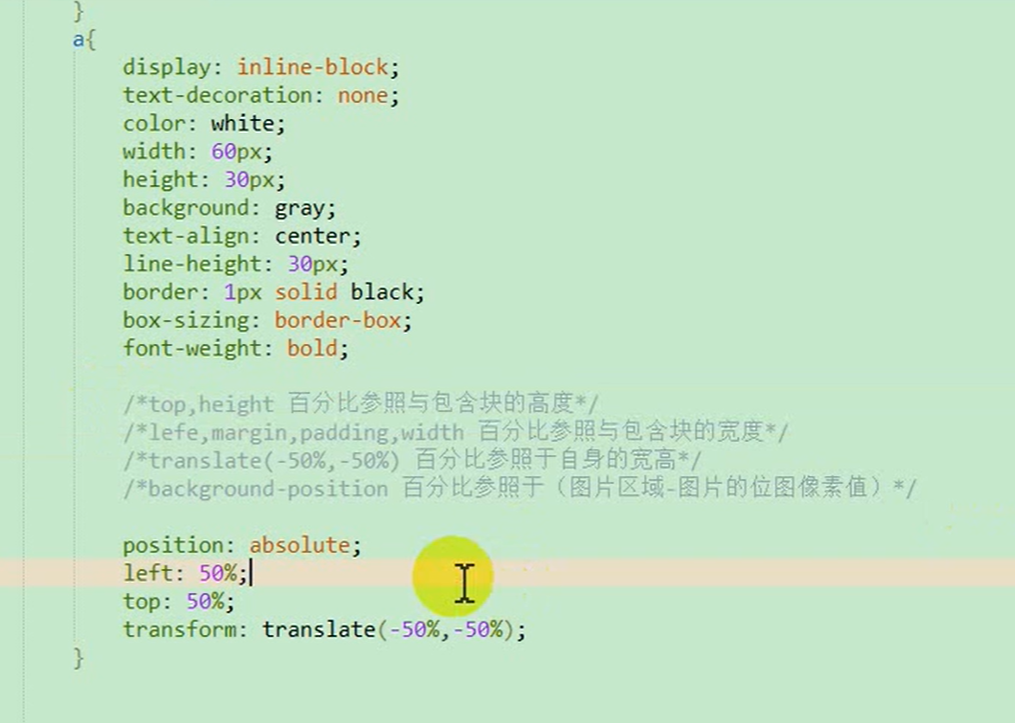 }
a{
display: inline-block;
text-decoration: none;
color: white;
width: 60px;
height: 30px;
background: gray;
text-align: center;
line-height: 30px;
border: 1px solid black;
box-sizing: border-box;
font-weight: bold;
/*top,height 百分比参照与包含块的高度*/
/*lefe,margin,padding,width 百分比参照与包含块的宽度*/
/*translate(-50%,-50%) 百分比参照于自身的宽高*/
/*background-position 百分比参照于（图片区域-图片的位图像素值）*/
position: absolute;
left: 50%;
top: 50%;
transform: translate(-50%,-50%);
}